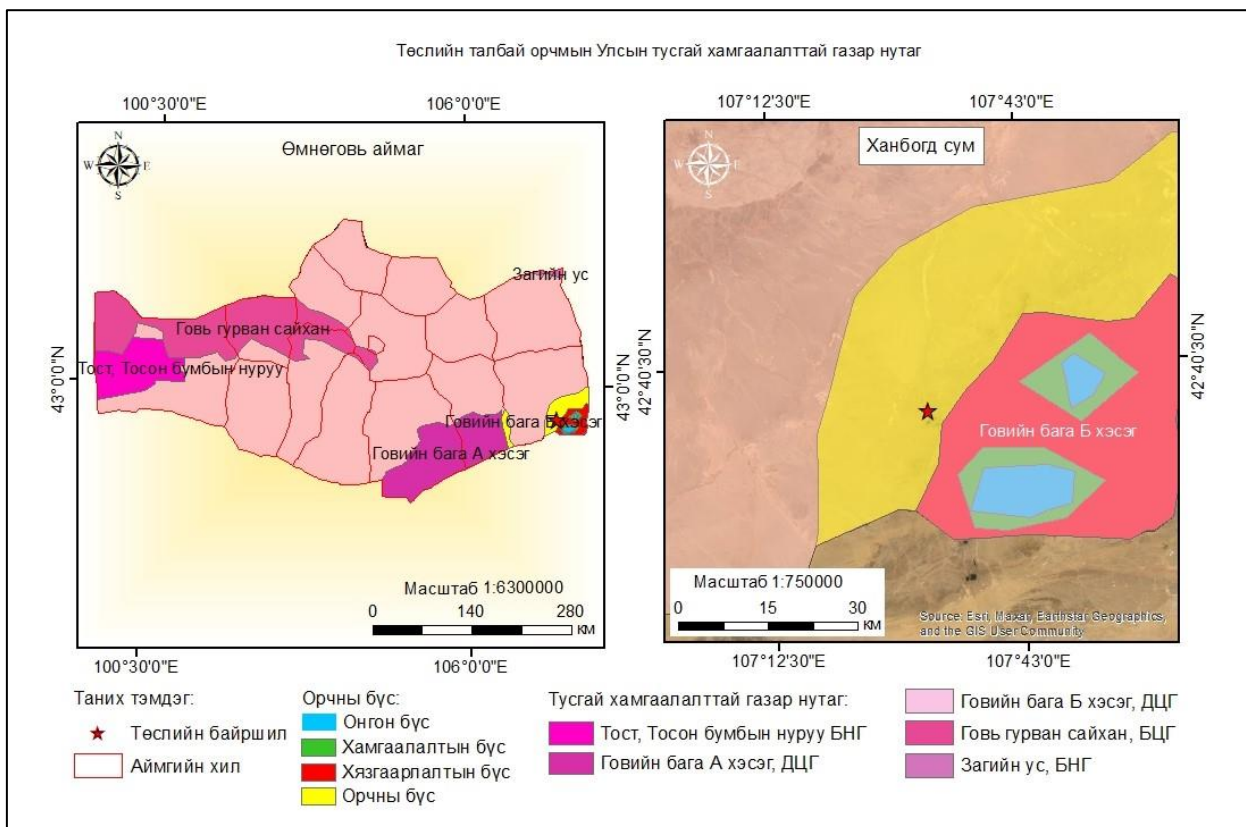 Төслийн талбай орчмын Улсын тусгай хамгаалалттай газар нутаг
100°30'0"E
106°0'0"E
N
W E
S
Өмнөговь аймаг
Загийн ус
Говь гурван сайхан
Тост, Тосон бумбын нуруу
Говийн бага Б хэсэг
Говийн бага А хэсэг
43°0'0"N
43°0'0"N
Масштаб 1:6300000
0 140 280
КМ
100°30'0"E
106°0'0"E
107°12'30"E
107°43'0"E
N
W E
S
Ханбогд сум
42°40'30"N
42°40'30"N
Говийн бага Б хэсэг
Масштаб 1:750000
0 15 30
КМ
Source: Esri, Maxar, Earthstar Geographics,
and the GIS User Community
107°12'30"E
107°43'0"E
Таних тэмдэг:
Төслийн байршил
Аймгийн хил
Орчны бүс:
Онгон бүс
Хамгаалалтын бүс
Хязгаарлалтын бүс
Орчны бүс
Тусгай хамгаалалттай газар нутаг:
Тост, Тосон бумбын нуруу БНГ
Говийн бага А хэсэг, ДЦГ
Говийн бага Б хэсэг, ДЦГ
Говь гурван сайхан, БЦГ
Загийн ус, БНГ